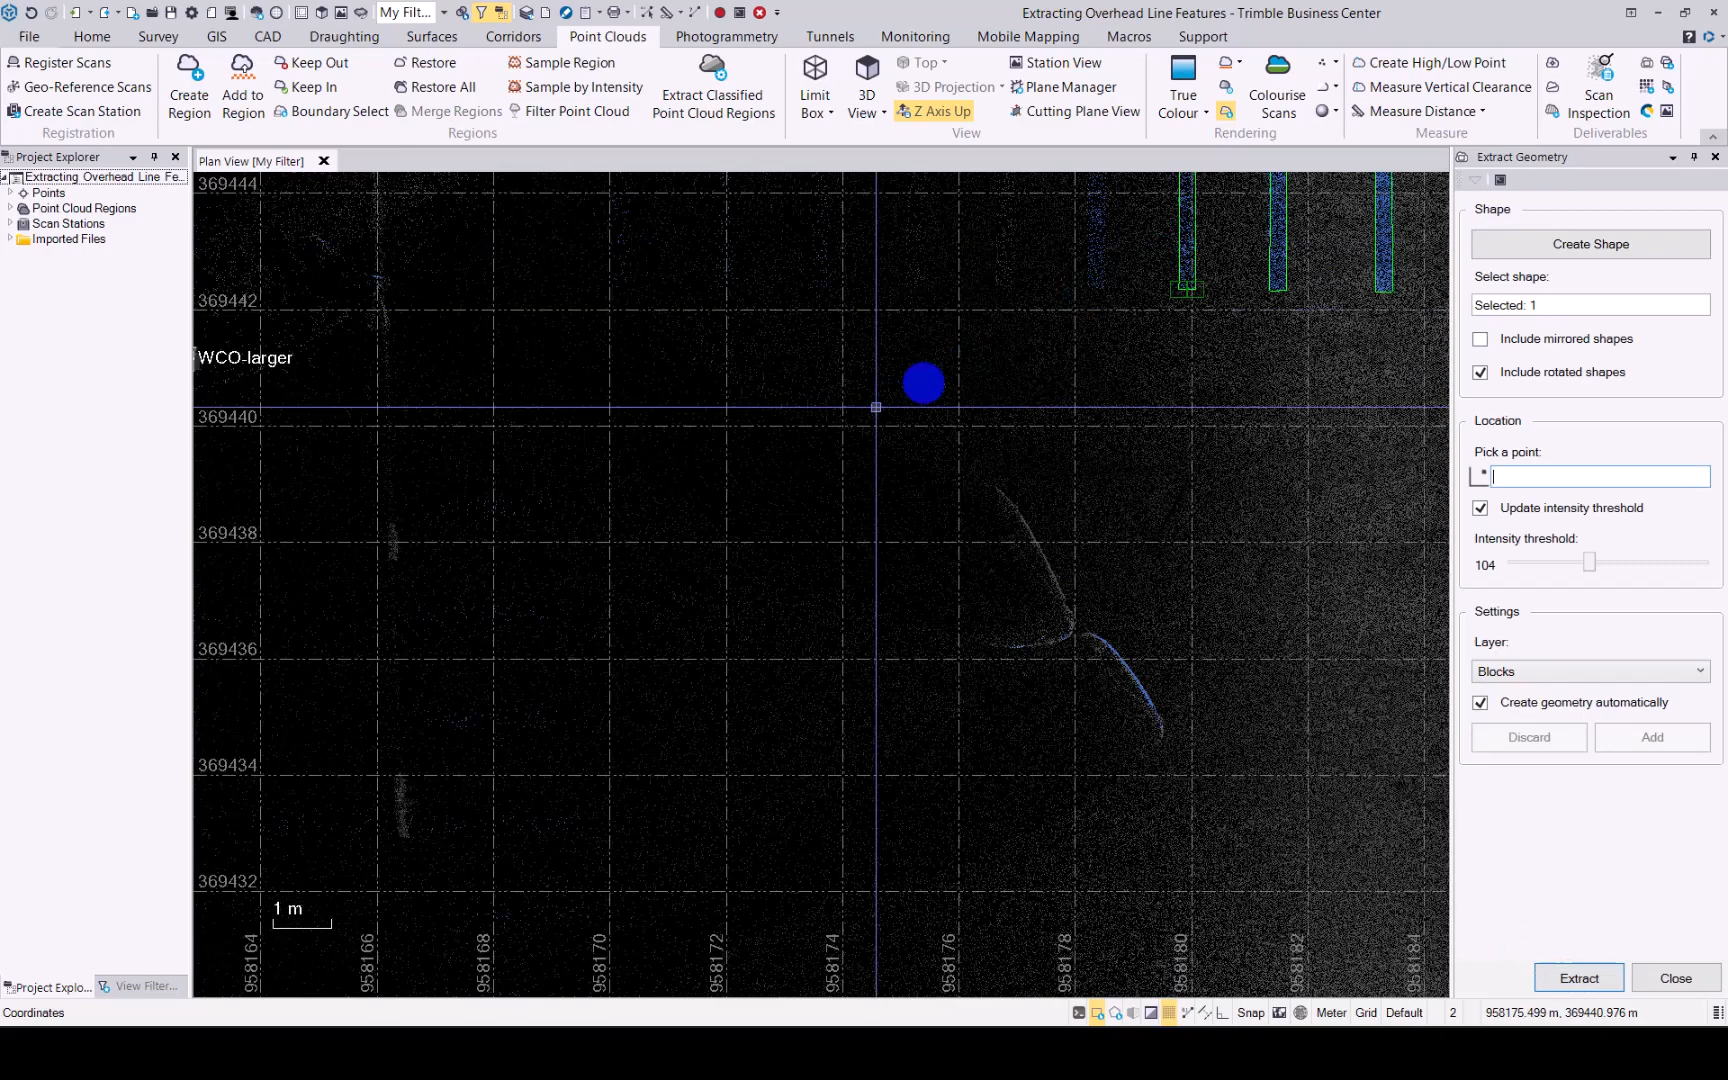 My Filt...
Extracting Overhead Line Features - Trimble Business Center
File Home Survey GIS CAD Draughting Surfaces Corridors Point Clouds Photogrammetry Tunnels Monitoring Mobile Mapping Macros Support
Register Scans
Geo-Reference Scans
Create Scan Station
Registration
Create Region
Add to Region
Keep Out
Keep In
Boundary Select
Restore
Restore All
Merge Regions
Sample Region
Sample by Intensity
Filter Point Cloud
Extract Classified Point Cloud Regions
Regions
Limit Box
3D View
Top
3D Projection
Z Axis Up
Station View
Plane Manager
Cutting Plane View
View
True Colour
Colourise Scans
Rendering
Create High/Low Point
Measure Vertical Clearance
Measure Distance
Measure
Scan Inspection
Deliverables
Project Explorer
Extracting Overhead Line Fe...
Points
Point Cloud Regions
Scan Stations
Imported Files
Project Explo...
View Filter...
Plan View [My Filter]
369444
369442
WCO-larger
369440
369438
369436
369434
369432
1 m
958164
958166
958168
958170
958172
958174
958176
958178
958180
958182
958184
Extract Geometry
Shape
Create Shape
Select shape:
Selected: 1
Include mirrored shapes
Include rotated shapes
Location
Pick a point:
Update intensity threshold
Intensity threshold:
104
Settings
Layer:
Blocks
Create geometry automatically
Discard
Add
Extract
Close
Coordinates
Snap
Meter
Grid
Default
2
958175.499 m, 369440.976 m